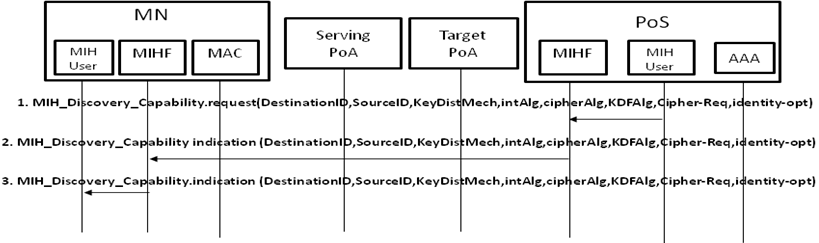 MN
PoS
Serving
PoA
Target
PoA
MIH
User
MIHF
MAC
MIHF
MIH
User
AAA
1. MIH_Discovery_Capability.request(DestinationID,SourceID,KeyDistMech,intAlg,cipherAlg,KDFAlg,Cipher-Req,identity-opt)
2. MIH_Discovery_Capability indication (DestinationID,SourceID,KeyDistMech,intAlg,cipherAlg,KDFAlg,Cipher-Req,identity-opt)
3. MIH_Discovery_Capability.indication (DestinationID,SourceID,KeyDistMech,intAlg,cipherAlg,KDFAlg,Cipher-Req,identity-opt)